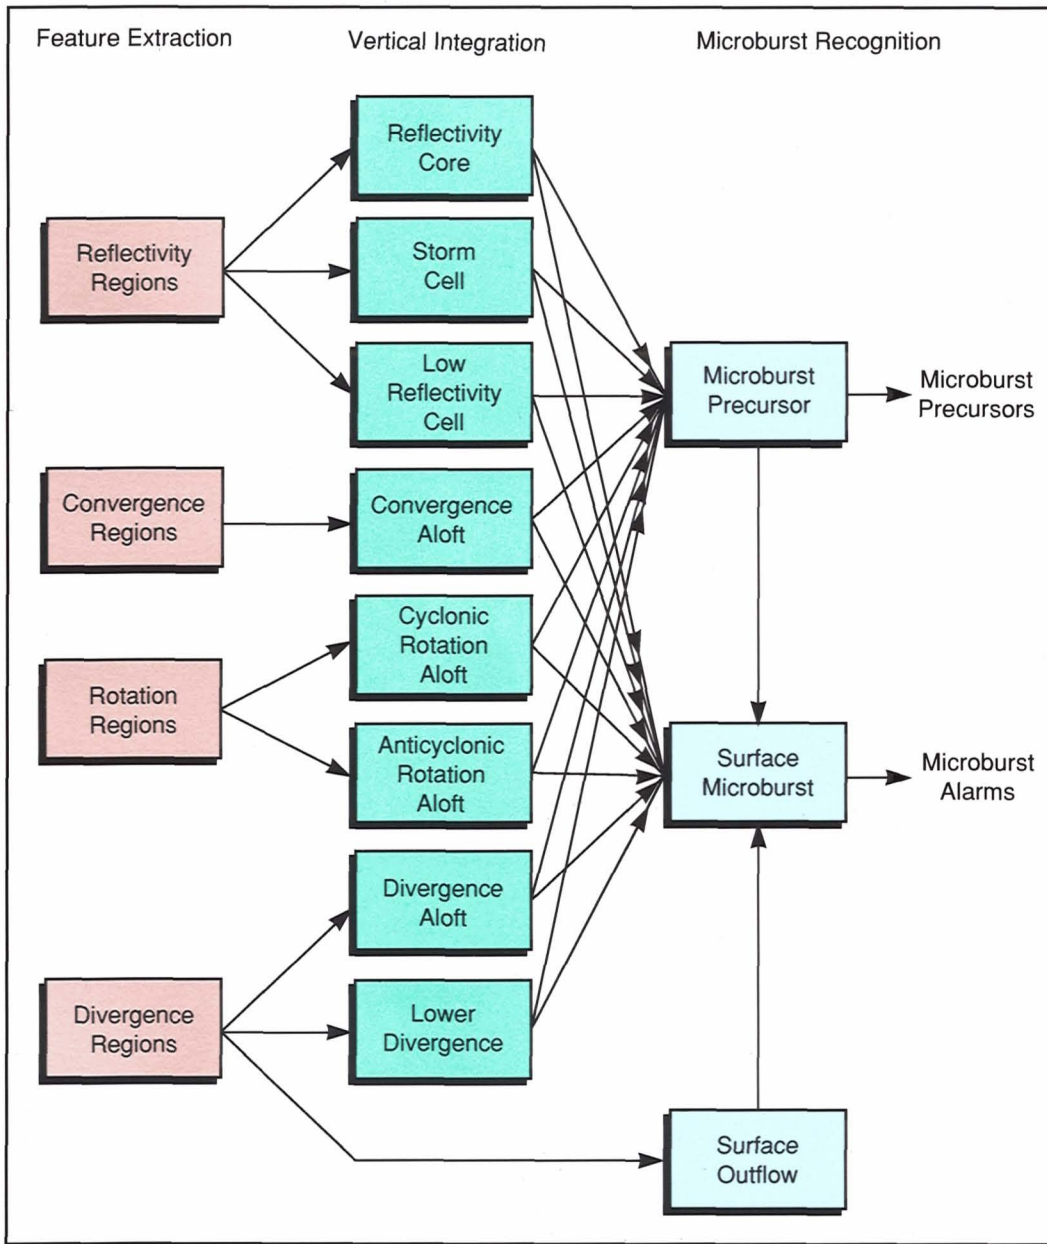 Feature Extraction
Vertical Integration
Microburst Recognition
Reflectivity
Core
Reflectivity
Regions
Storm
Cell
Low
Reflectivity
Cell
Microburst
Precursor
Microburst
Precursors
Convergence
Regions
Convergence
Aloft
Cyclonic
Rotation
Aloft
Rotation
Regions
Anticyclonic
Rotation
Aloft
Surface
Microburst
Microburst
Alarms
Divergence
Aloft
Divergence
Regions
Lower
Divergence
Surface
Outflow